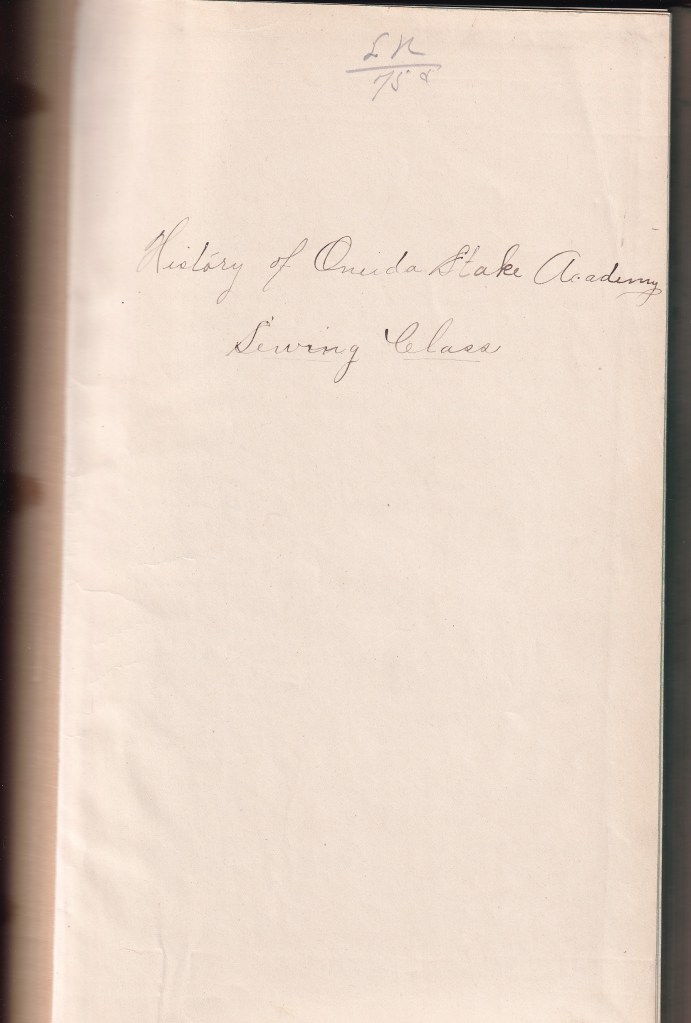 History of Oneida Stake Academy
Sewing Class